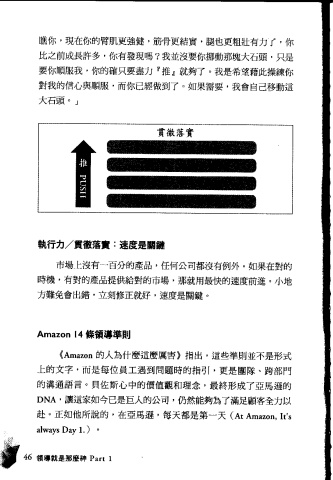 瞧你，現在你的臂肌更強健，筋骨更結實，腿也更粗壯有力了，你
比之前成長許多，你有發現嗎？我並沒要你挪動那塊大石頭，只是
要你順服我，你的確只要盡力『推』就夠了。我是希望藉此操練你
對我的信心與順服，而你已經做到了。如果需要，我會自己移動這
大石頭。」
貫徹落實
推 PUSH
執行力／貫徹落實：速度是關鍵
市場上沒有一百分的產品，任何公司都沒有例外，如果在對的
時機，有對的產品提供給對的市場，那就用最快的速度前進，小地
方難免會出錯，立刻修正就好，速度是關鍵。
Amazon 14 條領導準則
《Amazon 的人為什麼這麼厲害》指出，這些準則並不是形式
上的文字，而是每位員工遇到問題時的指引，更是團隊、跨部門
的溝通語言。貝佐斯心中的價值觀和理念，最終形成了亞馬遜的
DNA，讓這家如今已是巨人的公司，仍然能夠為了滿足顧客全力以
赴。正如他所說的，在亞馬遜，每天都是第一天（At Amazon, It's
always Day 1.）。
46 領導就是那麼神 Part 1